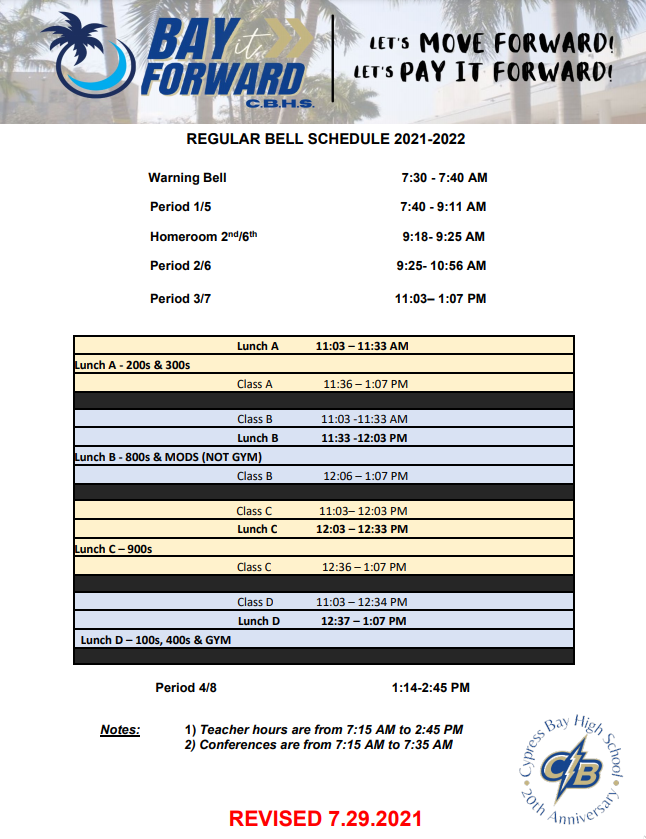 BAY it
FORWARD
C.B.H.S.
LET'S MOVE FORWARD!
LET'S PAY IT FORWARD!
REGULAR BELL SCHEDULE 2021-2022
Warning Bell 7:30 - 7:40 AM
Period 1/5 7:40 - 9:11 AM
Homeroom 2nd/6th 9:18- 9:25 AM
Period 2/6 9:25- 10:56 AM
Period 3/7 11:03– 1:07 PM
Lunch A 11:03 – 11:33 AM
Lunch A - 200s & 300s
Class A 11:36 – 1:07 PM
Class B 11:03 -11:33 AM
Lunch B 11:33 -12:03 PM
Lunch B - 800s & MODS (NOT GYM)
Class B 12:06 – 1:07 PM
Class C 11:03– 12:03 PM
Lunch C 12:03 – 12:33 PM
Lunch C – 900s
Class C 12:36 – 1:07 PM
Class D 11:03 – 12:34 PM
Lunch D 12:37 – 1:07 PM
Lunch D – 100s, 400s & GYM
Period 4/8 1:14-2:45 PM
Notes: 1) Teacher hours are from 7:15 AM to 2:45 PM
2) Conferences are from 7:15 AM to 7:35 AM
Cypress Bay High School
CB
20th Anniversary
REVISED 7.29.2021